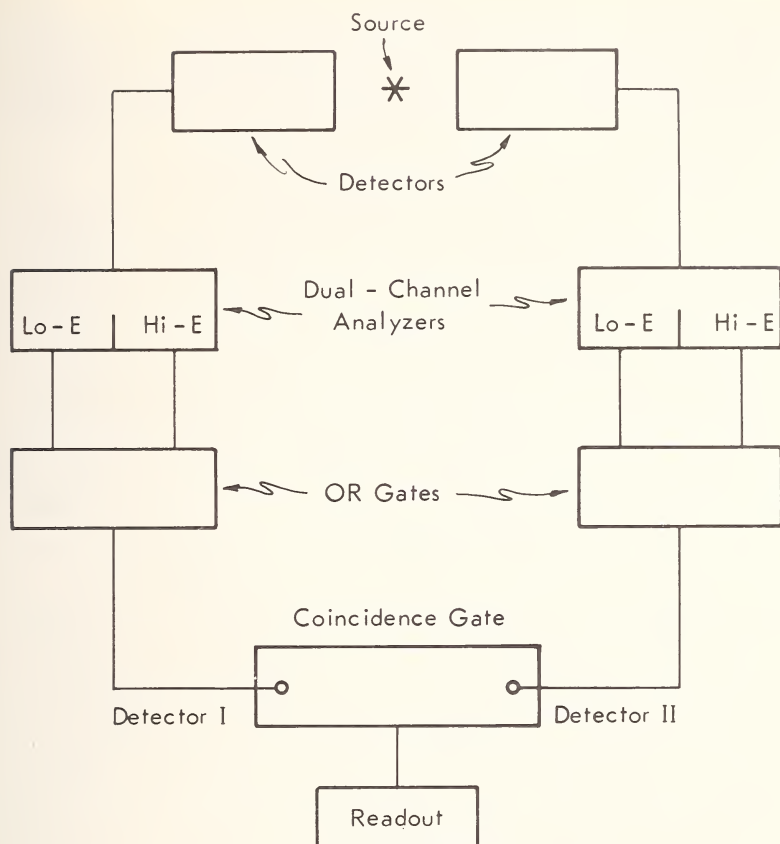 Source
Detectors
Dual - Channel
Analyzers
Lo - E
Hi - E
Lo - E
Hi - E
OR Gates
Coincidence Gate
Detector I
Detector II
Readout